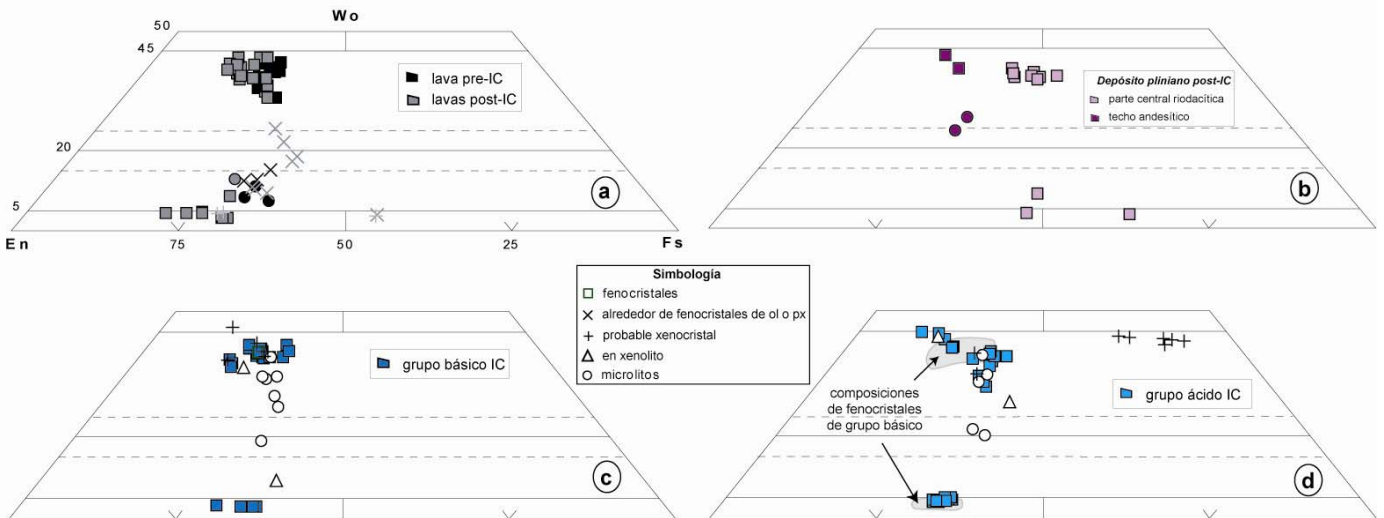 Wo
50
45
lava pre-IC
lavas post-IC
20
a
5
En
75
50
25
Fs
Depósito pliniano post-IC
parte central riodacítica
techo andesítico
b
Simbología
fenocristales
alrededor de fenocristales de ol o px
probable xenocristal
en xenolito
microlitos
grupo básico IC
c
composiciones
de fenocristales
de grupo básico
grupo ácido IC
d